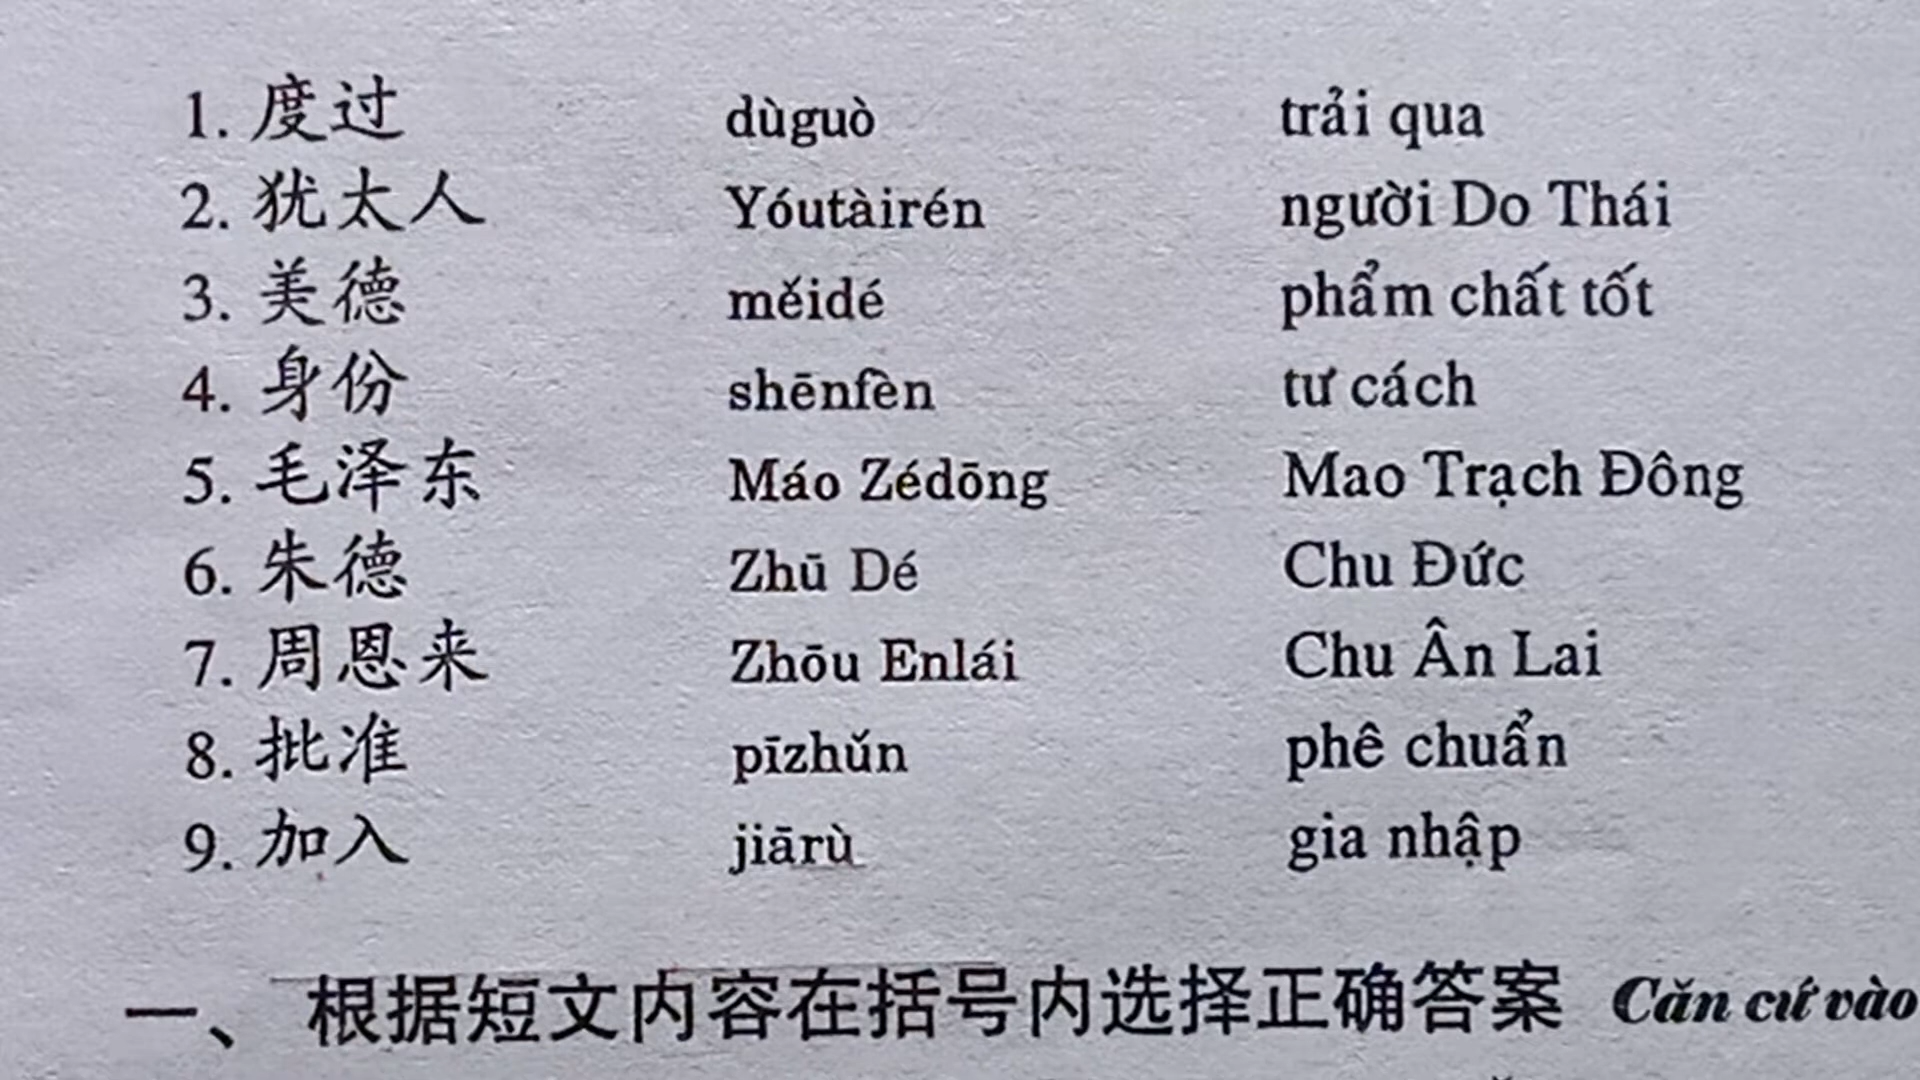 1. 度过 dùguò trải qua
2. 犹太人 Yóutàirén người Do Thái
3. 美德 měidé phẩm chất tốt
4. 身份 shēnfèn tư cách
5. 毛泽东 Máo Zédōng Mao Trạch Đông
6. 朱德 Zhū Dé Chu Đức
7. 周恩来 Zhōu Enlái Chu Ân Lai
8. 批准 pīzhǔn phê chuẩn
9. 加入 jiārù gia nhập
一、根据短文内容在括号内选择正确答案 Căn cứ vào